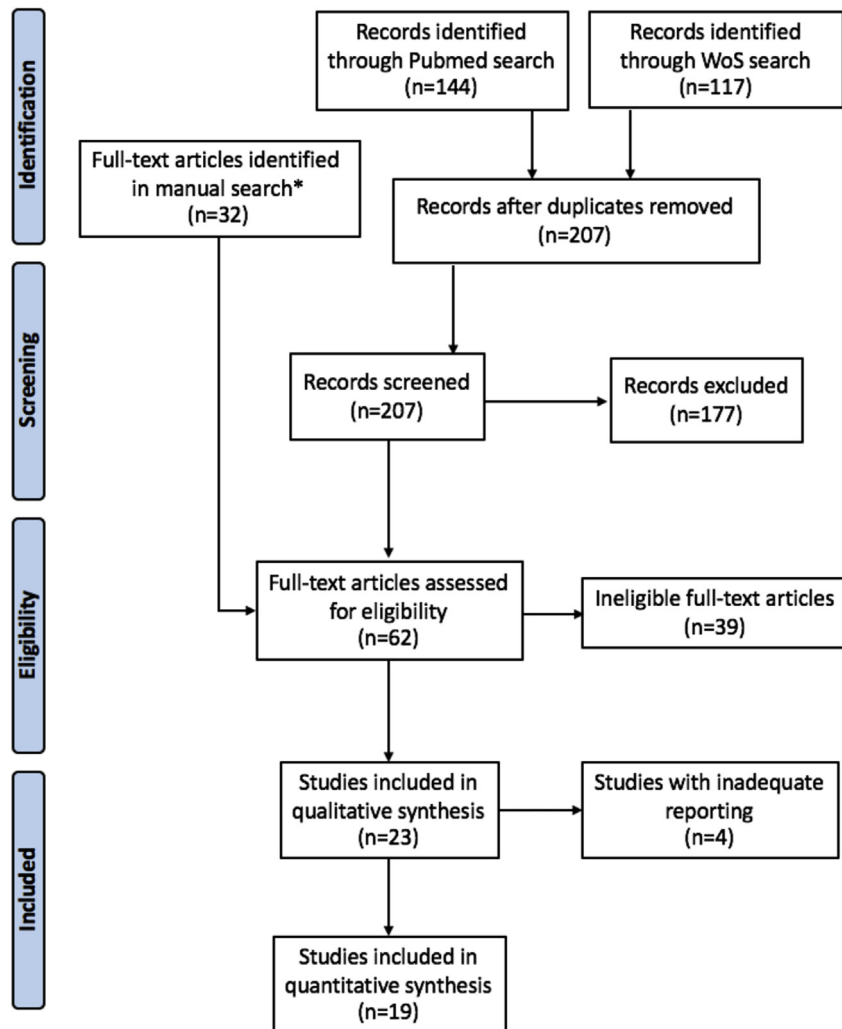 Identification
Records identified
through Pubmed search
(n=144)
Records identified
through WoS search
(n=117)
Full-text articles identified
in manual search*
(n=32)
Records after duplicates removed
(n=207)
Screening
Records screened
(n=207)
Records excluded
(n=177)
Eligibility
Full-text articles assessed
for eligibility
(n=62)
Ineligible full-text articles
(n=39)
Included
Studies included in
qualitative synthesis
(n=23)
Studies with inadequate
reporting
(n=4)
Studies included in
quantitative synthesis
(n=19)